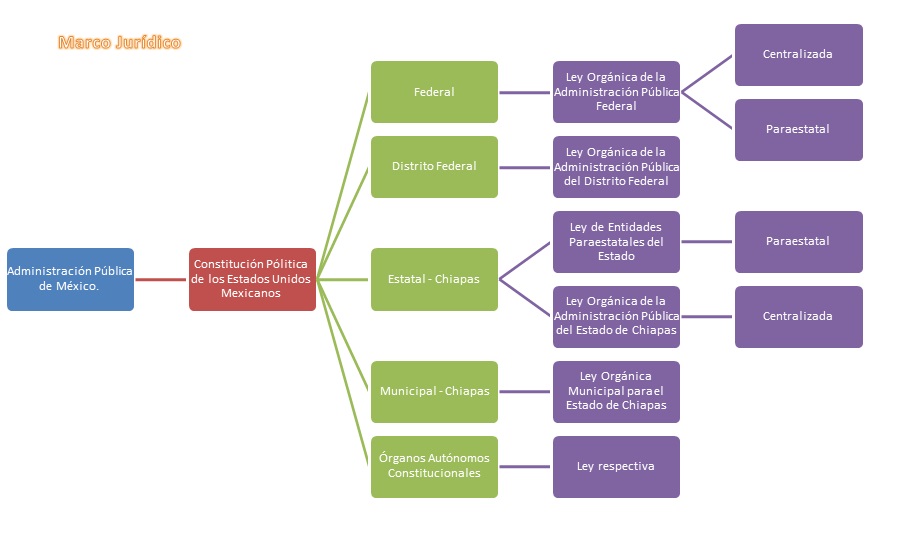 Marco Jurídico
Administración Pública
de México.
Constitución Pólitica
de los Estados Unidos
Mexicanos
Federal
Ley Orgánica de la
Administración Pública
Federal
Centralizada
Paraestatal
Distrito Federal
Ley Orgánica de la
Administración Pública
del Distrito Federal
Estatal - Chiapas
Ley de Entidades
Paraestatales del
Estado
Paraestatal
Ley Orgánica de la
Administración Pública
del Estado de Chiapas
Centralizada
Municipal - Chiapas
Ley Orgánica
Municipal para el
Estado de Chiapas
Órganos Autónomos
Constitucionales
Ley respectiva